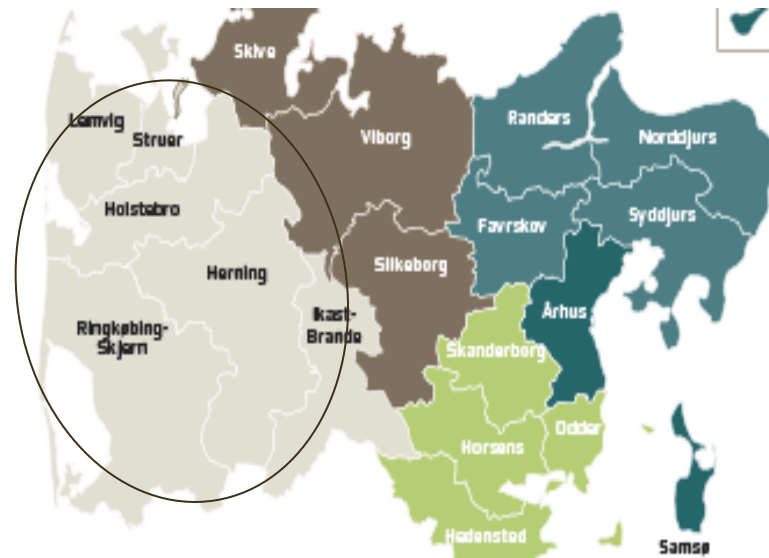 Skive
Lemvig
Struer
Viborg
Randers
Norddjurs
Holstebro
Favrskov
Syddjurs
Herning
Silkeborg
Ikast-
Brande
Århus
Ringkøbing-
Skjern
Skanderborg
Horsens
Odder
Hedensted
Samsø